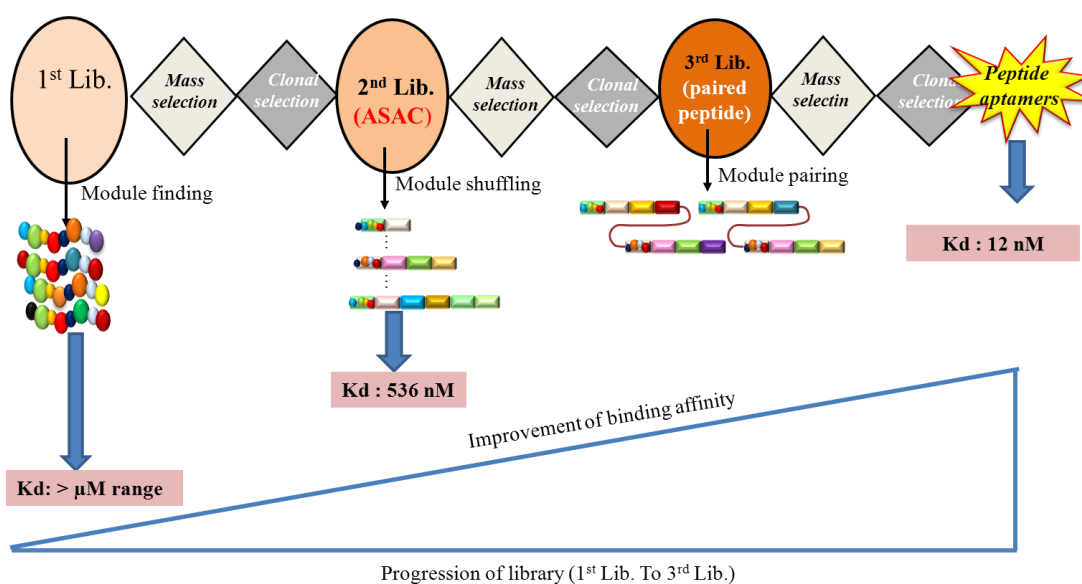 1st Lib.
Mass
selection
Clonal
selection
2nd Lib.
(ASAC)
Mass
selection
Clonal
selection
3rd Lib.
(paired
peptide)
Mass
selectin
Clonal
selection
Peptide
aptamers
Module finding
Module shuffling
Module pairing
Kd : 12 nM
Kd : 536 nM
Kd: > µM range
Improvement of binding affinity
Progression of library (1st Lib. To 3rd Lib.)